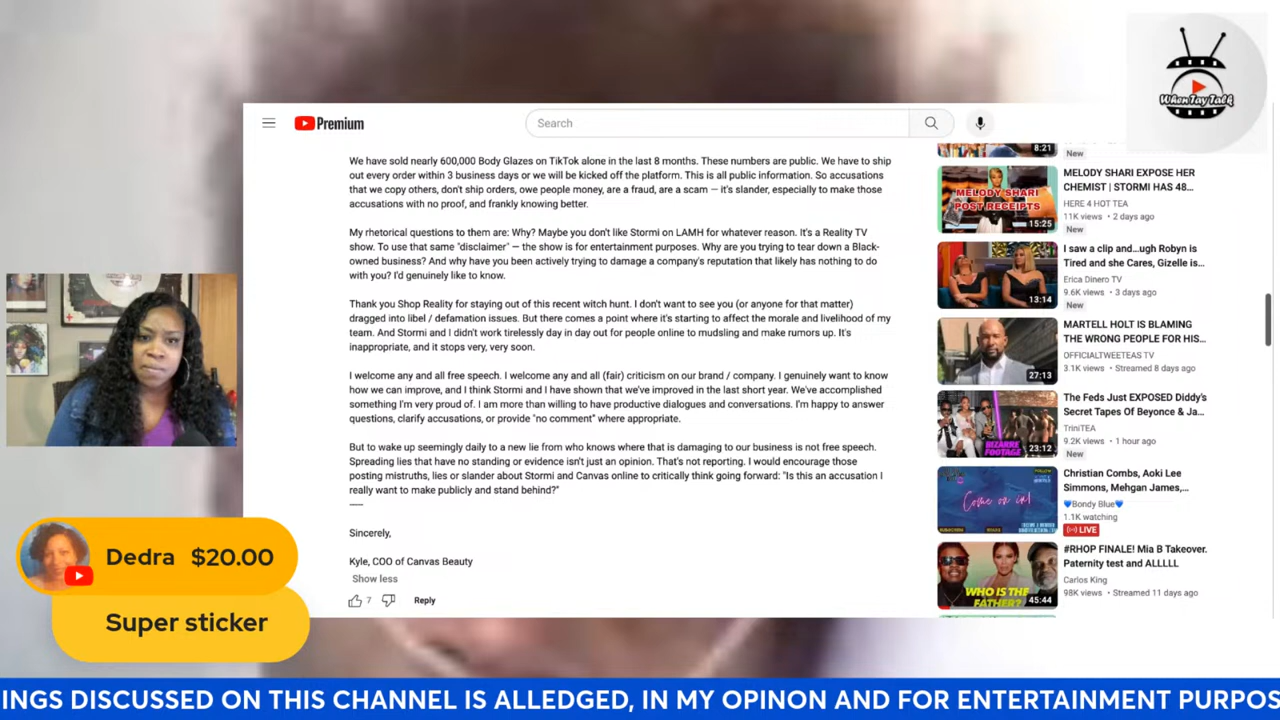 Premium
Search
When Tay Talk
We have sold nearly 600,000 Body Glazes on TikTok alone in the last 8 months. These numbers are public. We have to ship
out every order within 3 business days or we will be kicked off the platform. This is all public information. So accusations
that we copy others, don't ship orders, owe people money, are a fraud, are a scam — it's slander, especially to make those
accusations with no proof, and frankly knowing better.
My rhetorical questions to them are: Why? Maybe you don't like Stormi on LAMH for whatever reason. It's a Reality TV
show. To use that same "disclaimer" — the show is for entertainment purposes. Why are you trying to tear down a Black-
owned business? And why have you been actively trying to damage a company's reputation that likely has nothing to do
with you? I'd genuinely like to know.
Thank you Shop Reality for staying out of this recent witch hunt. I don't want to see you (or anyone for that matter)
dragged into libel / defamation issues. But there comes a point where it's starting to affect the morale and livelihood of my
team. And Stormi and I didn't work tirelessly day in day out for people online to mudsling and make rumors up. It's
inappropriate, and it stops very, very soon.
I welcome any and all free speech. I welcome any and all (fair) criticism on our brand / company. I genuinely want to know
how we can improve, and I think Stormi and I have shown that we've improved in the last short year. We've accomplished
something I'm very proud of. I am more than willing to have productive dialogues and conversations. I'm happy to answer
questions, clarify accusations, or provide "no comment" where appropriate.
But to wake up seemingly daily to a new lie from who knows where that is damaging to our business is not free speech.
Spreading lies that have no standing or evidence isn't just an opinion. That's not reporting. I would encourage those
posting mistruths, lies or slander about Stormi and Canvas online to critically think going forward: "Is this an accusation I
really want to make publicly and stand behind?"
Sincerely,
Kyle, COO of Canvas Beauty
Show less
7
Reply
8:21
New
MELODY SHARI
POST RECEIPTS
15:25
MELODY SHARI EXPOSE HER
CHEMIST | STORMI HAS 48...
HERE 4 HOT TEA
11K views • 2 days ago
New
13:14
I saw a clip and...ugh Robyn is
Tired and she Cares, Gizelle is...
Erica Dinero TV
9.6K views • 3 days ago
New
27:13
MARTELL HOLT IS BLAMING
THE WRONG PEOPLE FOR HIS...
OFFICIALTWEETEAS TV
3.1K views • Streamed 8 days ago
BIZARRE
FOOTAGE
23:12
The Feds Just EXPOSED Diddy's
Secret Tapes Of Beyonce & Ja...
TriniTEA
9.2K views • 1 hour ago
New
Come on in!
Christian Combs, Aoki Lee
Simmons, Mehgan James,...
💙Bondy Blue💙
1.1K watching
LIVE
WHO IS THE
FATHER?
45:44
#RHOP FINALE! Mia B Takeover.
Paternity test and ALLLLL
Carlos King
98K views • Streamed 11 days ago
Dedra $20.00
Super sticker
INGS DISCUSSED ON THIS CHANNEL IS ALLEDGED, IN MY OPINON AND FOR ENTERTAINMENT PURPOS